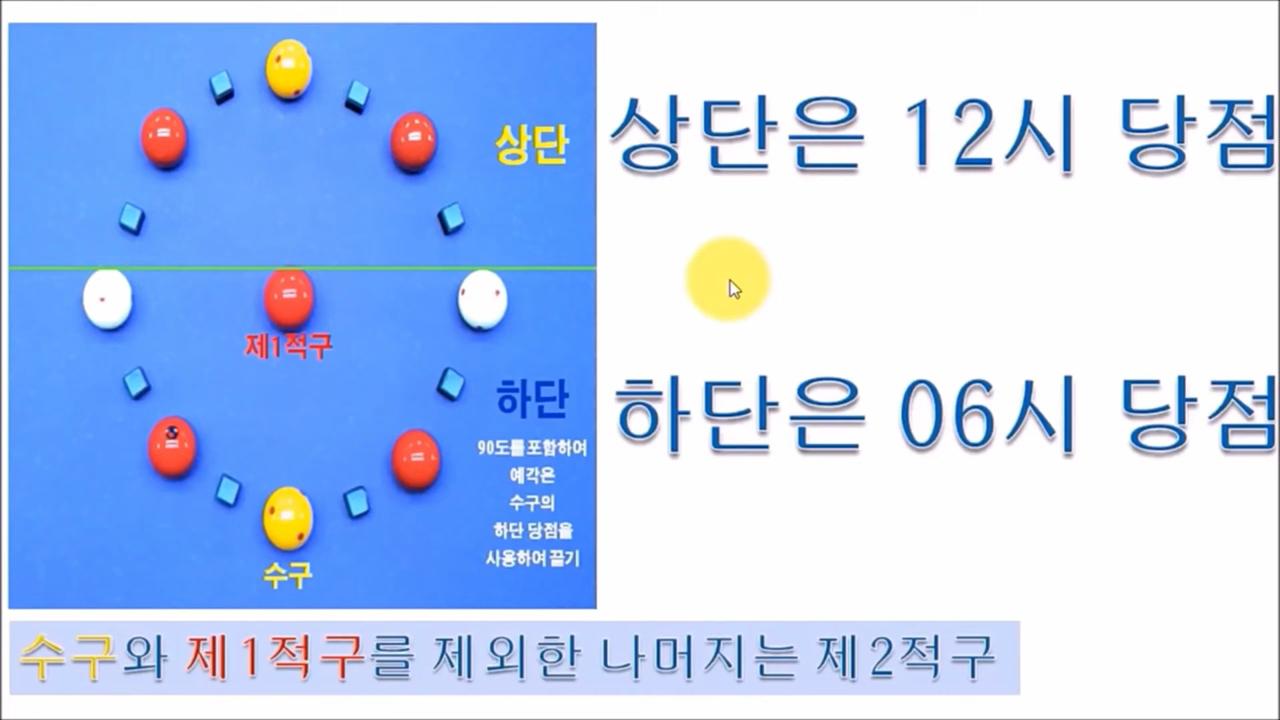 상단
상단은 12시 당점
제1적구
하단
하단은 06시 당점
90도를 포함하여
예각은
수구의
하단 당점을
사용하여 끌기
수구
수구와 제1적구를 제외한 나머지는 제2적구